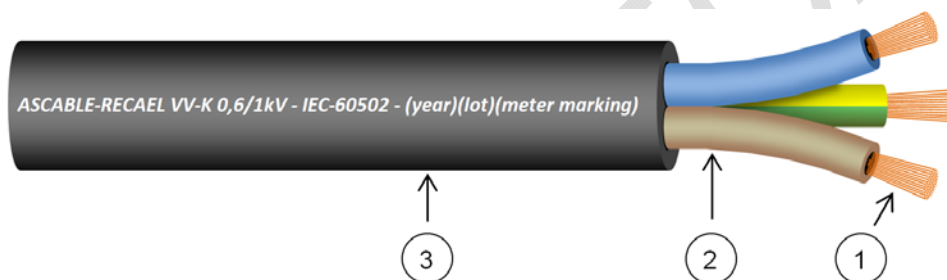 ASCABLE-RECAEL VV-K 0,6/1kV - IEC-60502 - (year)(lot)(meter marking)
3
2
1